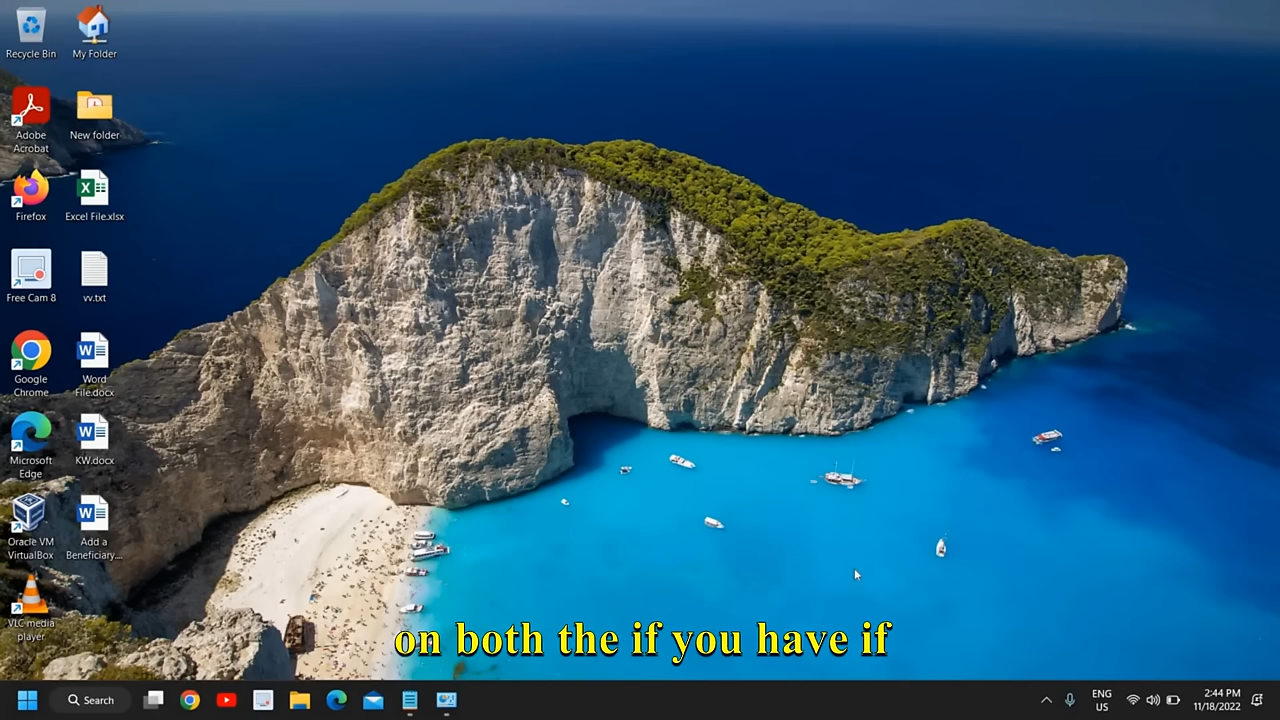 Recycle Bin
My Folder
Adobe
Acrobat
New folder
Firefox
Excel File.xlsx
Free Cam 8
vv.txt
Google
Chrome
Word
File.docx
Microsoft
Edge
KW.docx
Oracle VM
VirtualBox
Add a
Beneficiary....
VLC media
player
on both the if you have if
Search
ENG
US
2:44 PM
11/18/2022